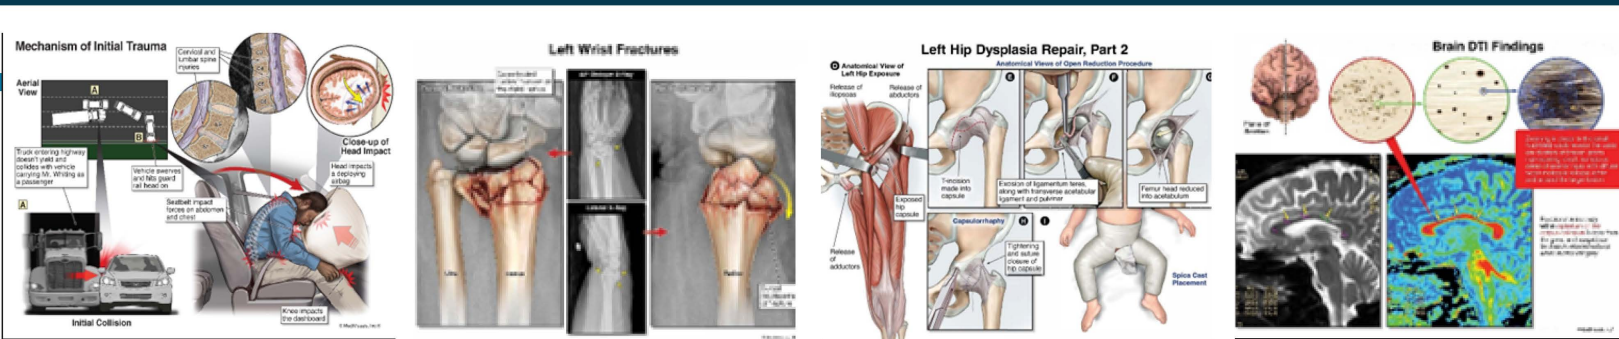 Mechanism of Initial Trauma
Aerial
View
A
B
Cervical and
lumbar spine
injuries
Close-up of
Head Impact
Truck entering highway
doesn't yield and
collides with vehicle
carrying Mr. Whiting as
a passenger
Vehicle swerves
and hits guard
rail head on
Head impacts
a deploying
airbag
Seatbelt impact
forces on abdomen
and chest
A
Knee impacts
the dashboard
Initial Collision
Left Wrist Fractures
Lateral X-Ray
Ulna
Radius
Left Hip Dysplasia Repair, Part 2
D Anatomical View of
Left Hip Exposure
Anatomical Views of Open Reduction Procedure
Release of
iliopsoas
Release of
abductors
E
F
G
T-incision
made into
capsule
Excision of ligamentum teres,
along with transverse acetabular
ligament and pulvinar
Femur head reduced
into acetabulum
Exposed
hip
capsule
Release
of
adductors
Capsulorrhaphy
H
I
Tightening
and suture
closure of
hip capsule
Spica Cast
Placement
Brain DTI Findings
Plane of
Section